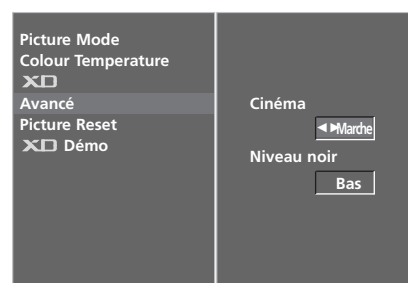 Picture Mode
Colour Temperature
XD
Avancé
Picture Reset
XD Démo
Cinéma
◄►Marche
Niveau noir
Bas